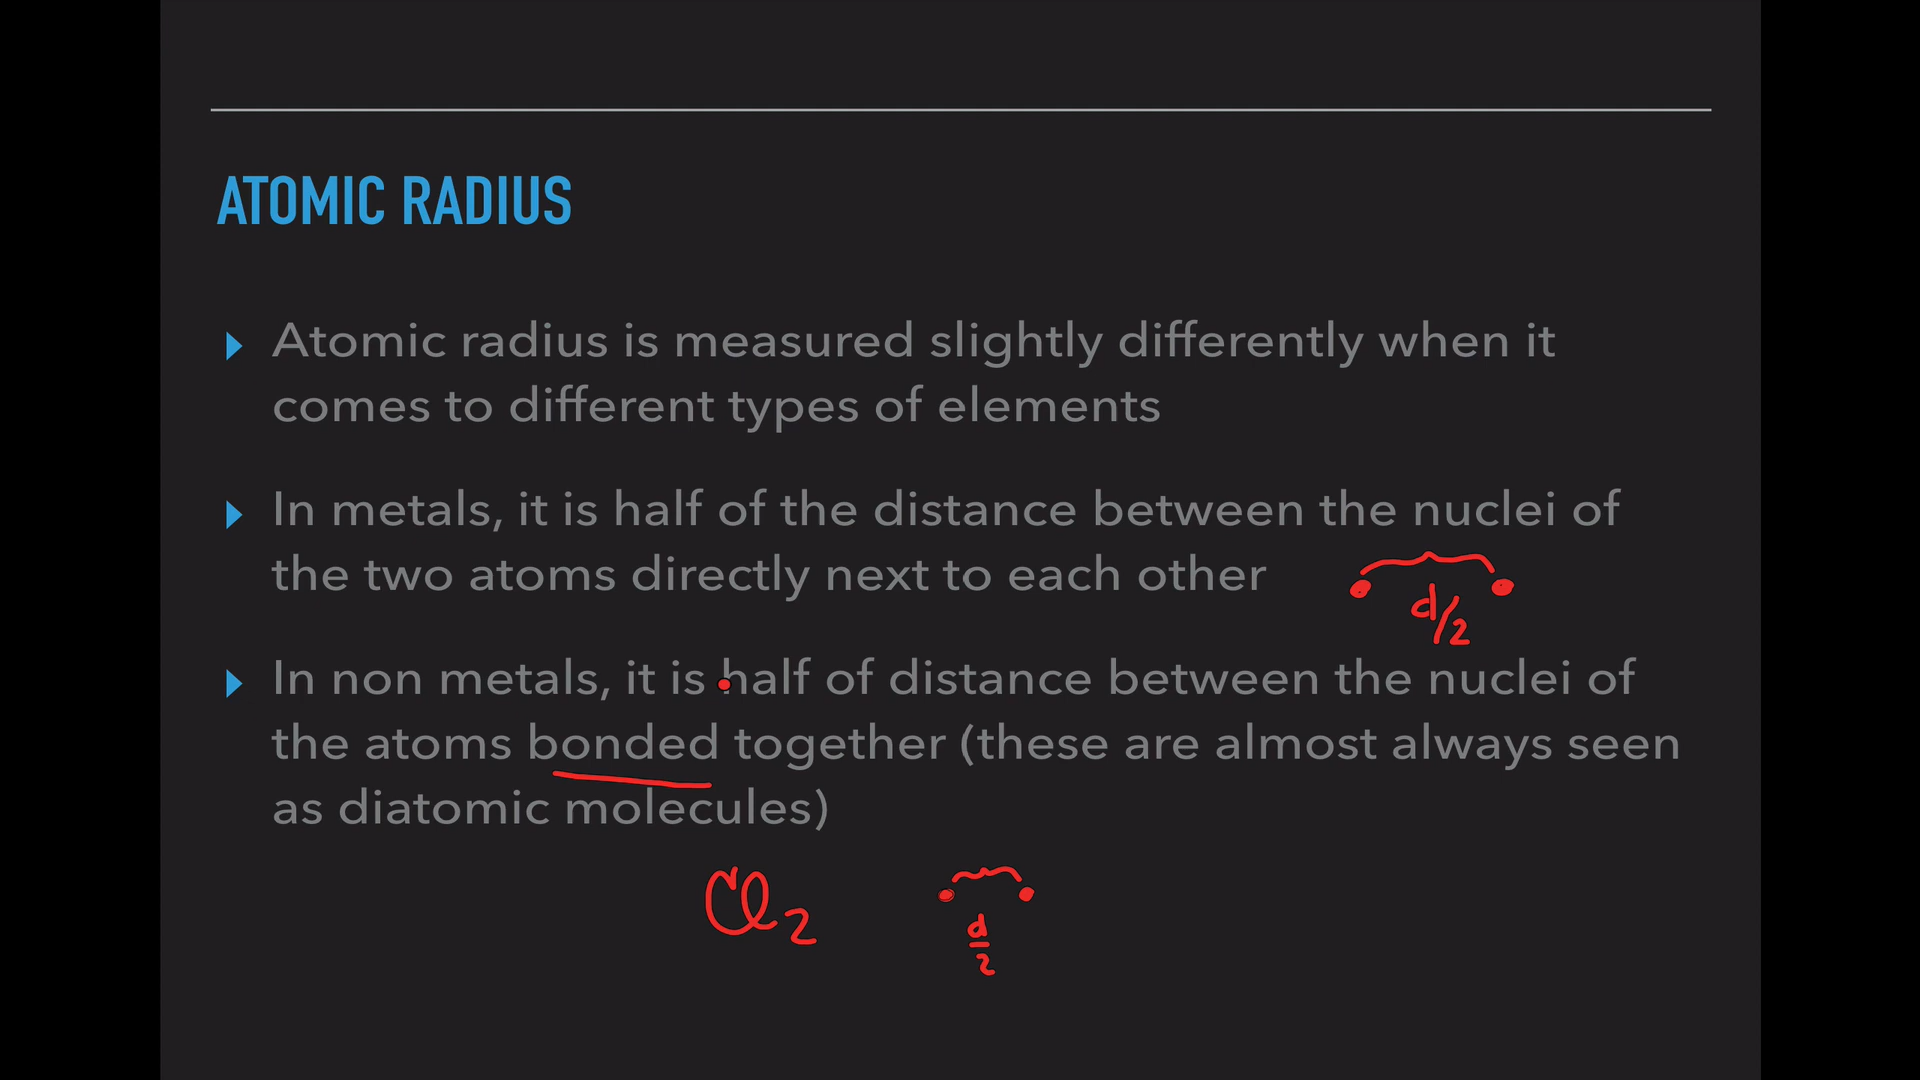 ATOMIC RADIUS
Atomic radius is measured slightly differently when it
comes to different types of elements
In metals, it is half of the distance between the nuclei of
the two atoms directly next to each other
d/2
In non metals, it is half of distance between the nuclei of
the atoms bonded together (these are almost always seen
as diatomic molecules)
Cl2
d
2